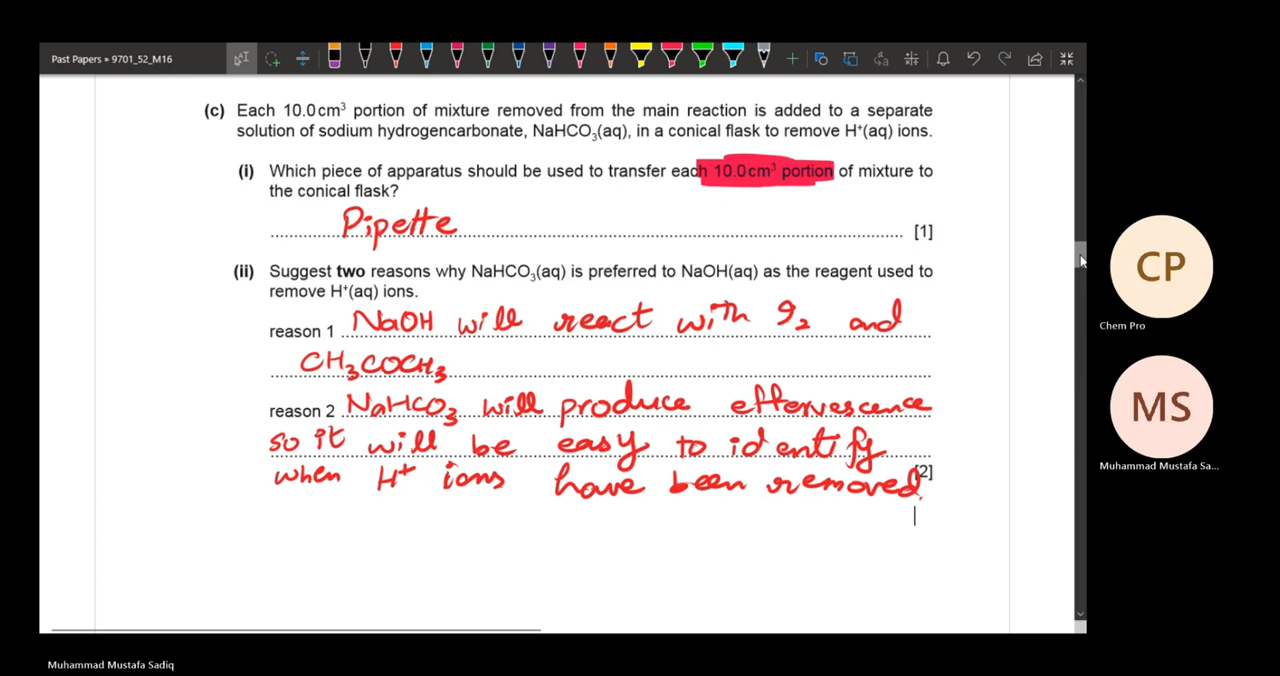 Past Papers » 9701_52_M16
(c) Each 10.0 cm³ portion of mixture removed from the main reaction is added to a separate
solution of sodium hydrogencarbonate, NaHCO₃(aq), in a conical flask to remove H⁺(aq) ions.
(i) Which piece of apparatus should be used to transfer each 10.0 cm³ portion of mixture to
the conical flask?
Pipette
[1]
(ii) Suggest two reasons why NaHCO₃(aq) is preferred to NaOH(aq) as the reagent used to
remove H⁺(aq) ions.
reason 1 NaOH will react with I₂ and
CH₃COCH₃
reason 2 NaHCO₃ will produce effervescence
so it will be easy to identify
when H⁺ ions have been removed.
[2]
CP
Chem Pro
MS
Muhammad Mustafa Sa...
Muhammad Mustafa Sadiq